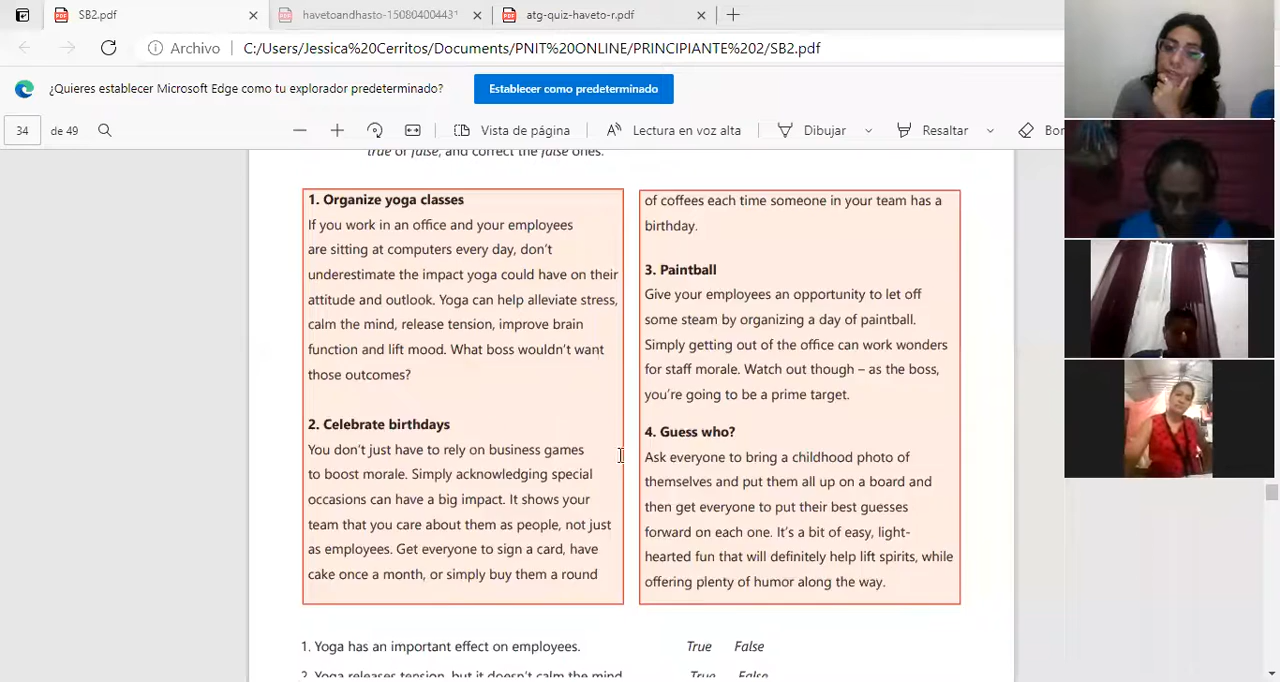 SB2.pdf
havetoandhasto-15080400443
atg-quiz-haveto-r.pdf
Archivo
C:/Users/Jessica%20Cerritos/Documents/PNIT%20ONLINE/PRINCIPIANTE%202/SB2.pdf
¿Quieres establecer Microsoft Edge como tu explorador predeterminado?
Establecer como predeterminado
34 de 49
Vista de página
Lectura en voz alta
Dibujar
Resaltar
Bor
true or false, and correct the false ones.
1. Organize yoga classes
If you work in an office and your employees
are sitting at computers every day, don't
underestimate the impact yoga could have on their
attitude and outlook. Yoga can help alleviate stress,
calm the mind, release tension, improve brain
function and lift mood. What boss wouldn't want
those outcomes?
2. Celebrate birthdays
You don't just have to rely on business games
to boost morale. Simply acknowledging special
occasions can have a big impact. It shows your
team that you care about them as people, not just
as employees. Get everyone to sign a card, have
cake once a month, or simply buy them a round
of coffees each time someone in your team has a
birthday.
3. Paintball
Give your employees an opportunity to let off
some steam by organizing a day of paintball.
Simply getting out of the office can work wonders
for staff morale. Watch out though – as the boss,
you're going to be a prime target.
4. Guess who?
Ask everyone to bring a childhood photo of
themselves and put them all up on a board and
then get everyone to put their best guesses
forward on each one. It's a bit of easy, light-
hearted fun that will definitely help lift spirits, while
offering plenty of humor along the way.
1. Yoga has an important effect on employees. True False
2. Yoga releases tension, but it doesn't calm the mind. True False